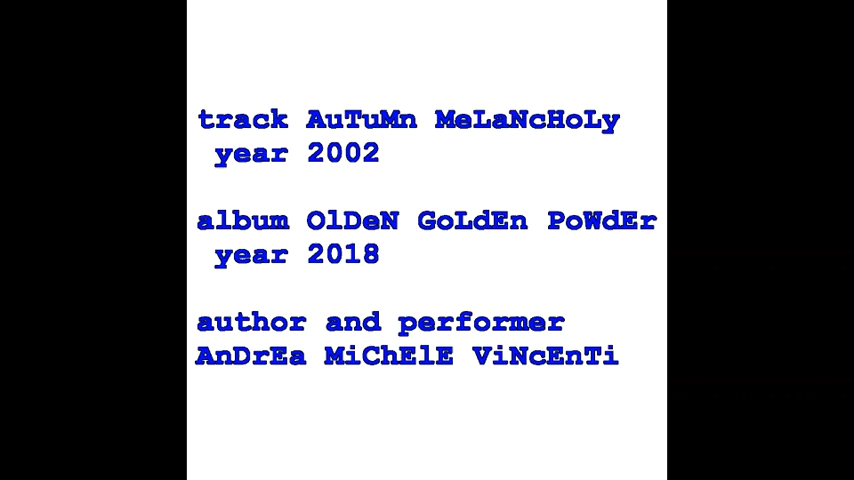 track AuTuMn MeLaNcHoLy
year 2002
album OlDeN GoLdEn PoWdEr
year 2018
author and performer
AnDrEa MiChElE ViNcEnTi